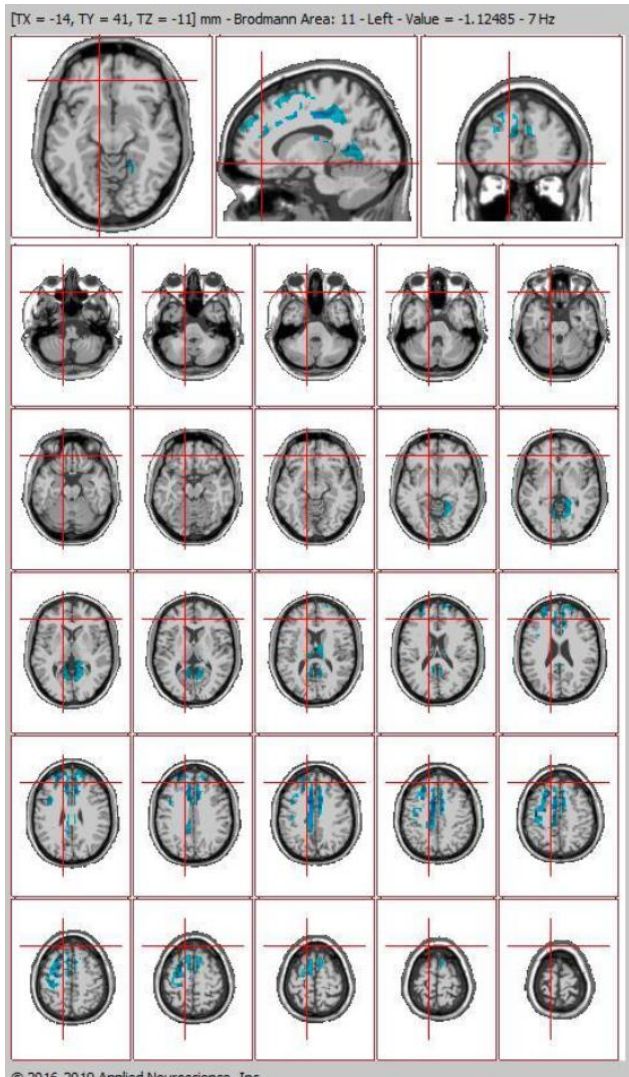 [TX = -14, TY = 41, TZ = -11] mm - Brodmann Area: 11 - Left - Value = -1.12485 - 7 Hz
© 2016-2019 Applied Neuroscience, Inc.